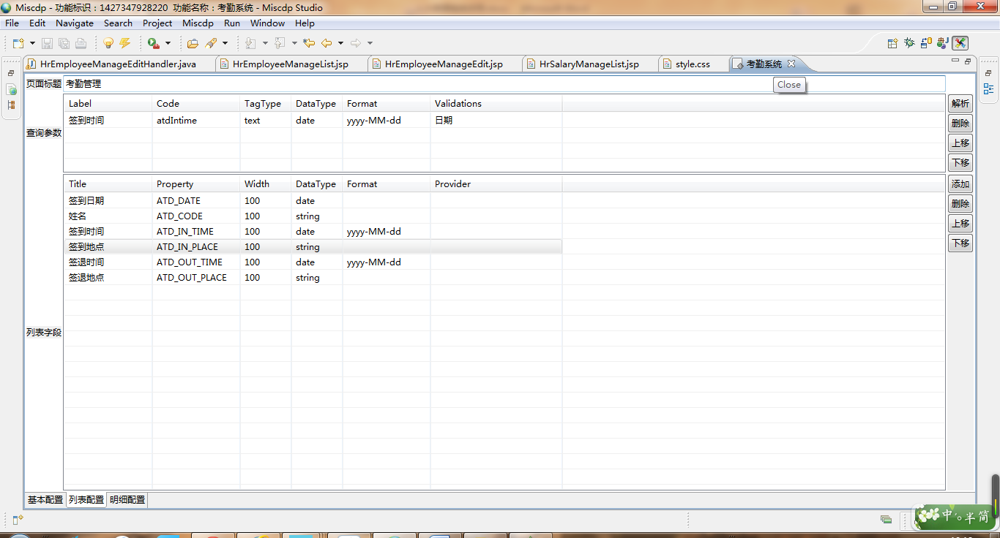 Miscdp - 功能标识：1427347928220  功能名称：考勤系统 - Miscdp Studio
File Edit Navigate Search Project Miscdp Run Window Help
HrEmployeeManageEditHandler.java HrEmployeeManageList.jsp HrEmployeeManageEdit.jsp HrSalaryManageList.jsp style.css 考勤系统
页面标题 考勤管理
Close
Label Code TagType DataType Format Validations
签到时间 atdIntime text date yyyy-MM-dd 日期
查询参数
解析
删除
上移
下移
Title Property Width DataType Format Provider
签到日期 ATD_DATE 100 date
姓名 ATD_CODE 100 string
签到时间 ATD_IN_TIME 100 date yyyy-MM-dd
签到地点 ATD_IN_PLACE 100 string
签退时间 ATD_OUT_TIME 100 date yyyy-MM-dd
签退地点 ATD_OUT_PLACE 100 string
列表字段
添加
删除
上移
下移
基本配置 列表配置 明细配置
中 半 简